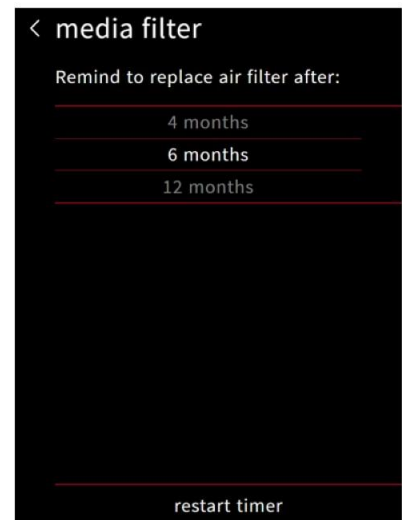 < media filter
Remind to replace air filter after:
4 months
6 months
12 months
restart timer